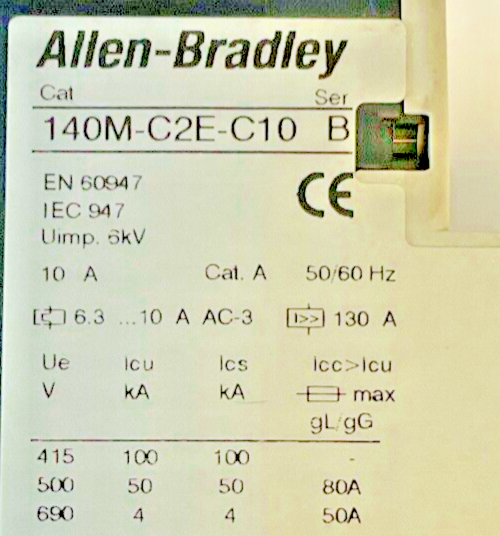 Allen-Bradley
Cat Ser
140M-C2E-C10 B
CE
EN 60947
IEC 947
Uimp. 6kV
10 A Cat. A 50/60 Hz
6.3 ...10 A AC-3 I>> 130 A
Ue Icu Ics Icc>Icu
V kA kA max
gL/gG
415 100 100 -
500 50 50 80A
690 4 4 50A